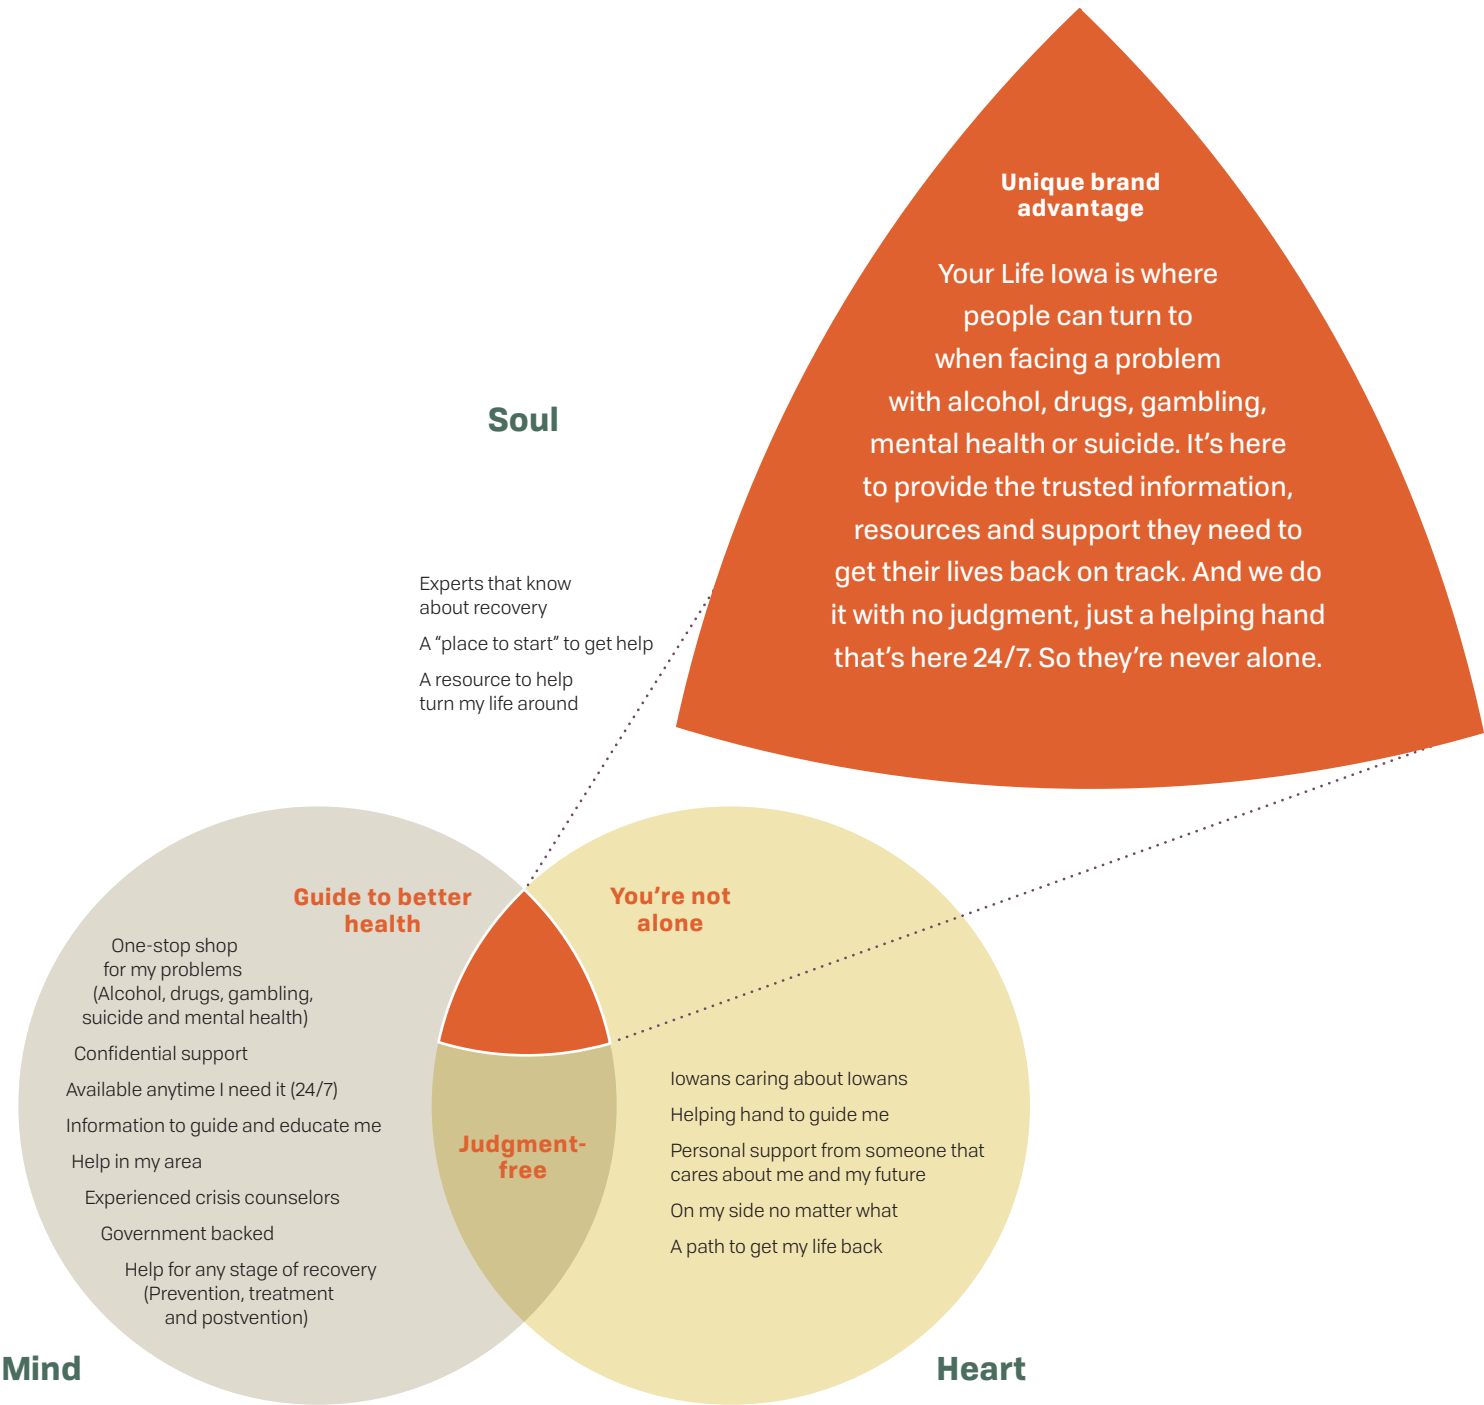 Unique brand
advantage
Your Life Iowa is where
people can turn to
when facing a problem
with alcohol, drugs, gambling,
mental health or suicide. It’s here
to provide the trusted information,
resources and support they need to
get their lives back on track. And we do
it with no judgment, just a helping hand
that’s here 24/7. So they’re never alone.
Soul
Experts that know
about recovery
A “place to start” to get help
A resource to help
turn my life around
Guide to better
health
You’re not
alone
One-stop shop
for my problems
(Alcohol, drugs, gambling,
suicide and mental health)
Confidential support
Available anytime I need it (24/7)
Information to guide and educate me
Help in my area
Experienced crisis counselors
Government backed
Help for any stage of recovery
(Prevention, treatment
and postvention)
Judgment-
free
Iowans caring about Iowans
Helping hand to guide me
Personal support from someone that
cares about me and my future
On my side no matter what
A path to get my life back
Mind
Heart